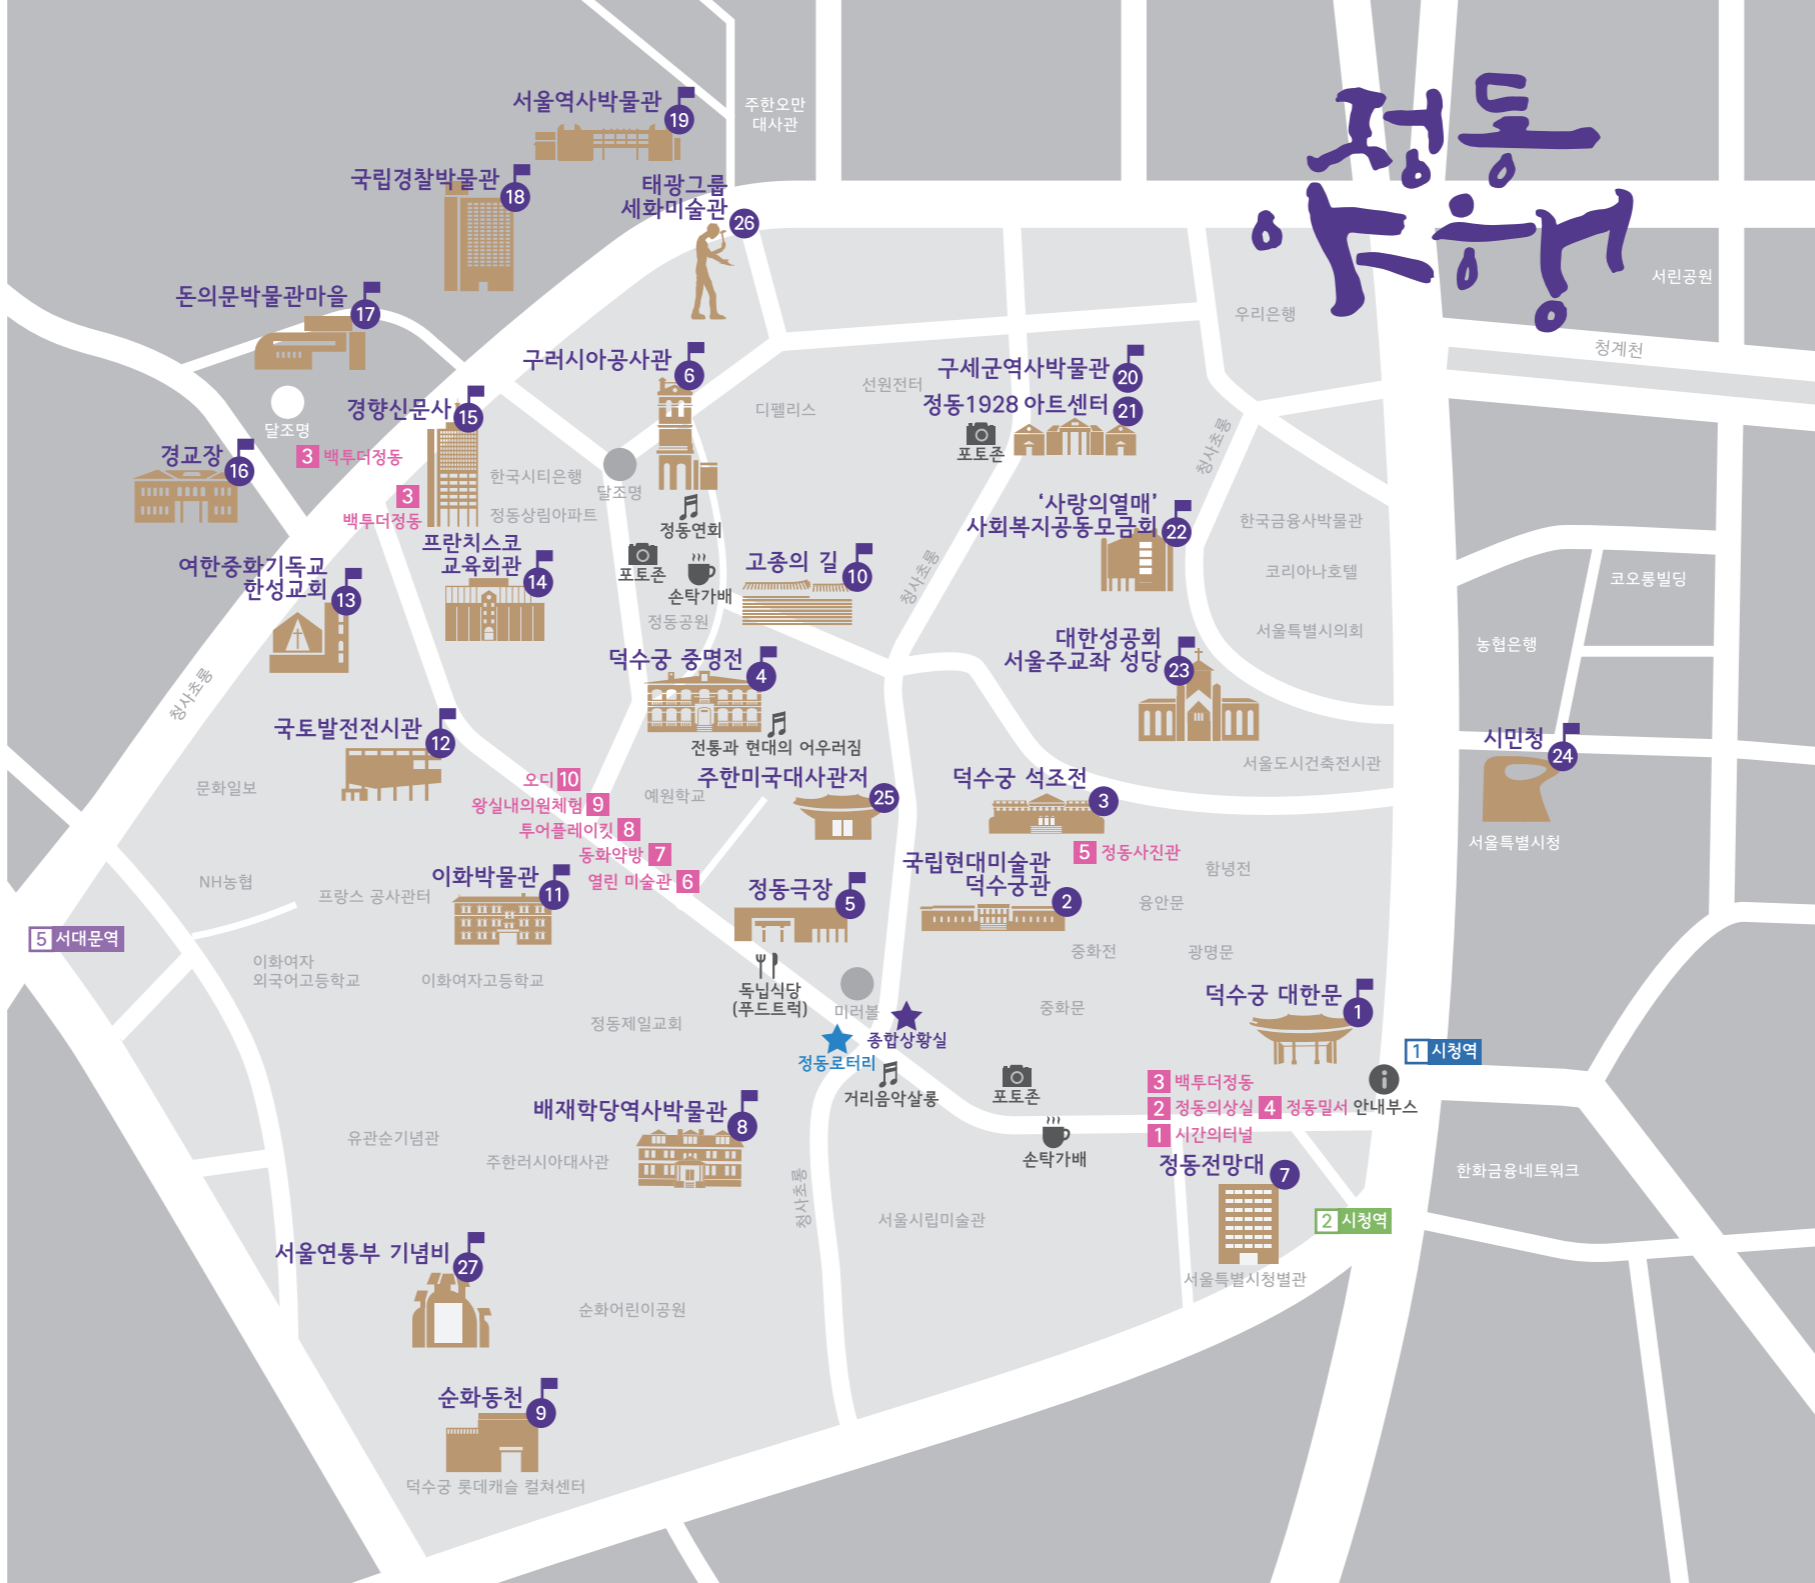 정동
야행
서울역사박물관
19
주한오만
대사관
국립경찰박물관
18
태광그룹
세화미술관
26
서린공원
돈의문박물관마을
17
우리은행
청계천
구러시아공사관
6
구세군역사박물관
20
선원전터
정동1928 아트센터
21
디펠리스
경향신문사
15
달조명
포토존
청사초롱
경교장
16
3 백투더정동
한국시티은행
달조명
3
백투더정동
정동상림아파트
정동연회
'사랑의열매'
사회복지공동모금회
22
한국금융사박물관
프란치스코
교육회관
14
포토존
손탁가배
고종의 길
10
청사초롱
코리아나호텔
코오롱빌딩
여한중화기독교
한성교회
13
정동공원
서울특별시의회
농협은행
대한성공회
서울주교좌 성당
23
덕수궁 중명전
4
청사초롱
국토발전전시관
12
전통과 현대의 어우러짐
시민청
24
서울도시건축전시관
문화일보
오디 10
왕실내의원체험 9
투어플레이킷 8
동화약방 7
열린 미술관 6
예원학교
주한미국대사관저
25
덕수궁 석조전
3
서울특별시청
5 정동사진관
국립현대미술관
덕수궁관
2
함녕전
용안문
NH농협
프랑스 공사관터
이화박물관
11
정동극장
5
5 서대문역
중화전
광명문
이화여자
외국어고등학교
이화여자고등학교
독닙식당
(푸드트럭)
미러볼
중화문
덕수궁 대한문
1
정동제일교회
종합상황실
정동로터리
1 시청역
거리음악살롱
포토존
3 백투더정동
2 정동의상실
4 정동밀서
안내부스
1 시간의터널
배재학당역사박물관
8
유관순기념관
주한러시아대사관
손탁가배
정동전망대
7
한화금융네트워크
청사초롱
서울시립미술관
2 시청역
서울연통부 기념비
27
서울특별시청별관
순화어린이공원
순화동천
9
덕수궁 롯데캐슬 컬쳐센터